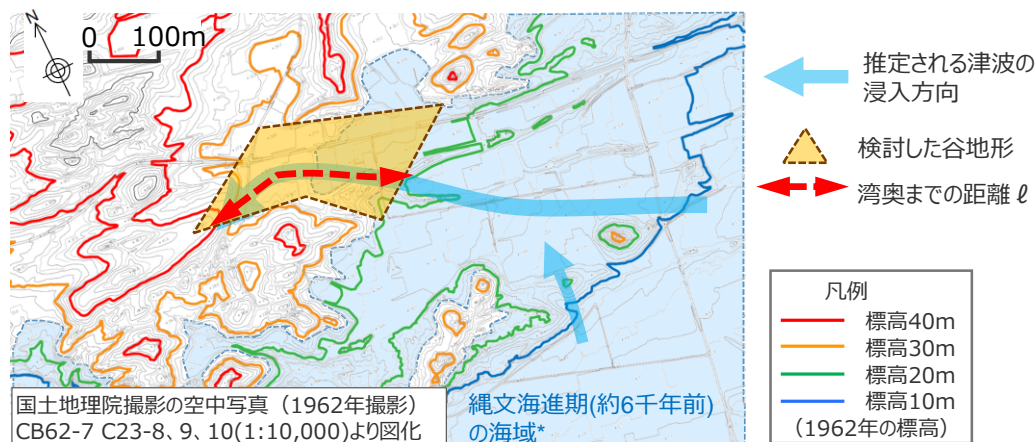 N
0 100m
推定される津波の
浸入方向
検討した谷地形
湾奥までの距離 ℓ
凡例
標高40m
標高30m
標高20m
標高10m
(1962年の標高)
国土地理院撮影の空中写真(1962年撮影)
CB62-7 C23-8、9、10(1:10,000)より図化
縄文海進期(約6千年前)
の海域*